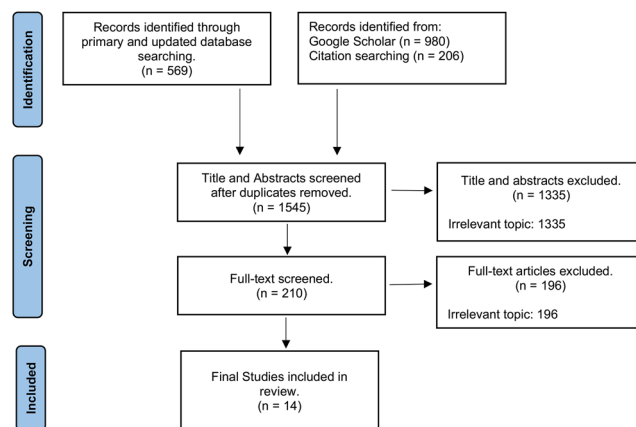 Identification
Records identified through
primary and updated database
searching.
(n = 569)
Records identified from:
Google Scholar (n = 980)
Citation searching (n = 206)
Screening
Title and Abstracts screened
after duplicates removed.
(n = 1545)
Title and abstracts excluded.
(n = 1335)
Irrelevant topic: 1335
Full-text screened.
(n = 210)
Full-text articles excluded.
(n = 196)
Irrelevant topic: 196
Included
Final Studies included in
review.
(n = 14)